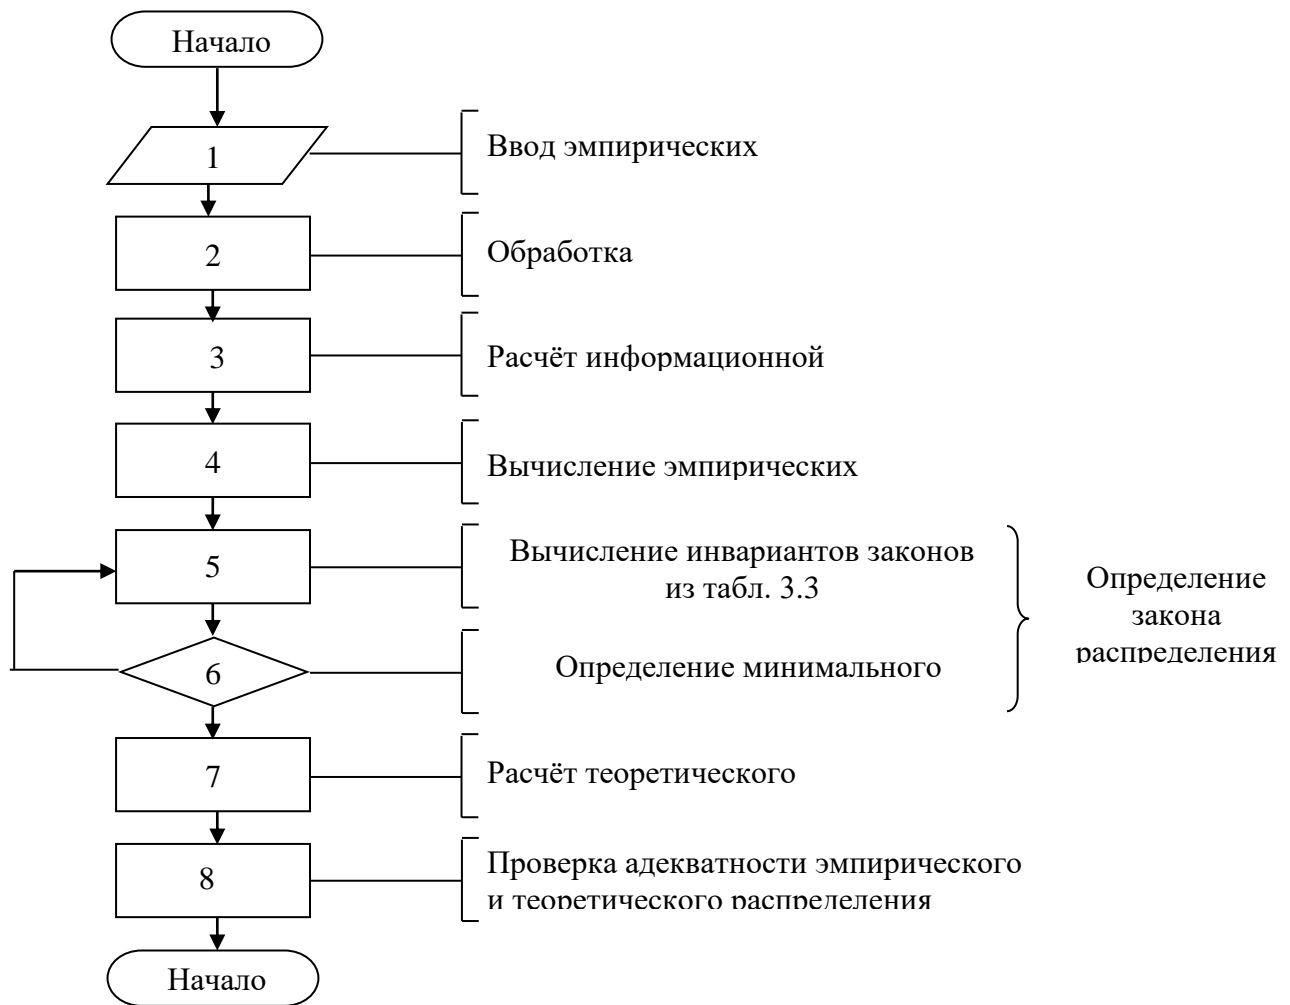 Начало
1
Ввод эмпирических
2
Обработка
3
Расчёт информационной
4
Вычисление эмпирических
5
Вычисление инвариантов законов
из табл. 3.3
6
Определение минимального
Определение
закона
распределения
7
Расчёт теоретического
8
Проверка адекватности эмпирического
и теоретического распределения
Начало